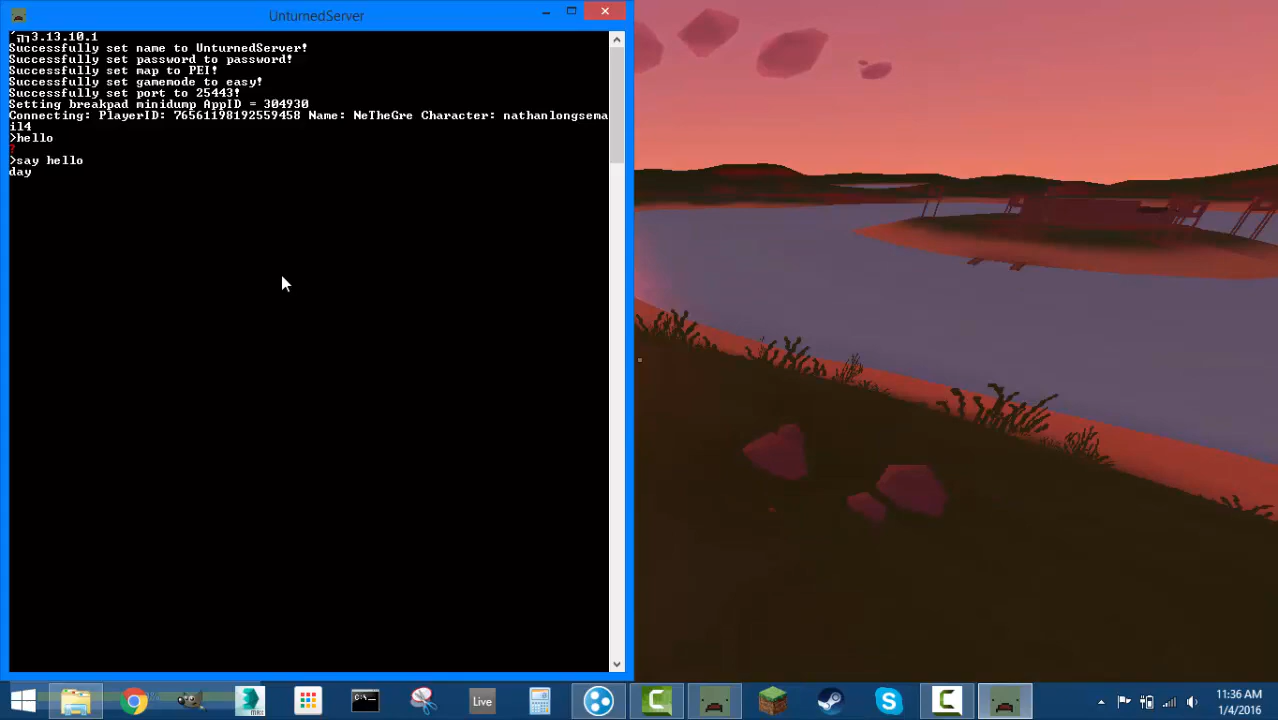 UnturnedServer
3.13.10.1
Successfully set name to UnturnedServer!
Successfully set password to password!
Successfully set map to PEI!
Successfully set gamemode to easy!
Successfully set port to 25443!
Setting breakpad minidump AppID = 304930
Connecting: PlayerID: 76561198192559458 Name: NeTheGre Character: nathanlongsema
il4
>hello
?
>say hello
day
Live
11:36 AM
1/4/2016